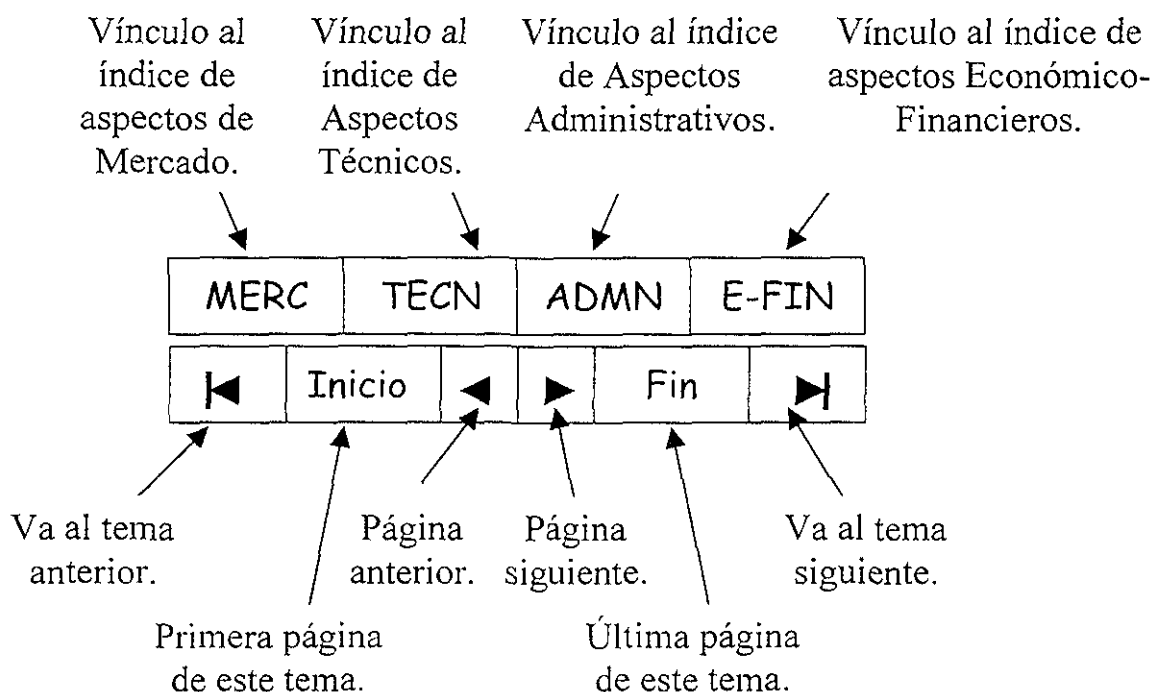 Vínculo al
índice de
aspectos de
Mercado.
Vínculo al
índice de
Aspectos
Técnicos.
Vínculo al índice
de Aspectos
Administrativos.
Vínculo al índice de
aspectos Económico-
Financieros.
MERC TECN ADMN E-FIN
Inicio Fin
Va al tema
anterior.
Página
anterior.
Página
siguiente.
Va al tema
siguiente.
Primera página
de este tema.
Última página
de este tema.